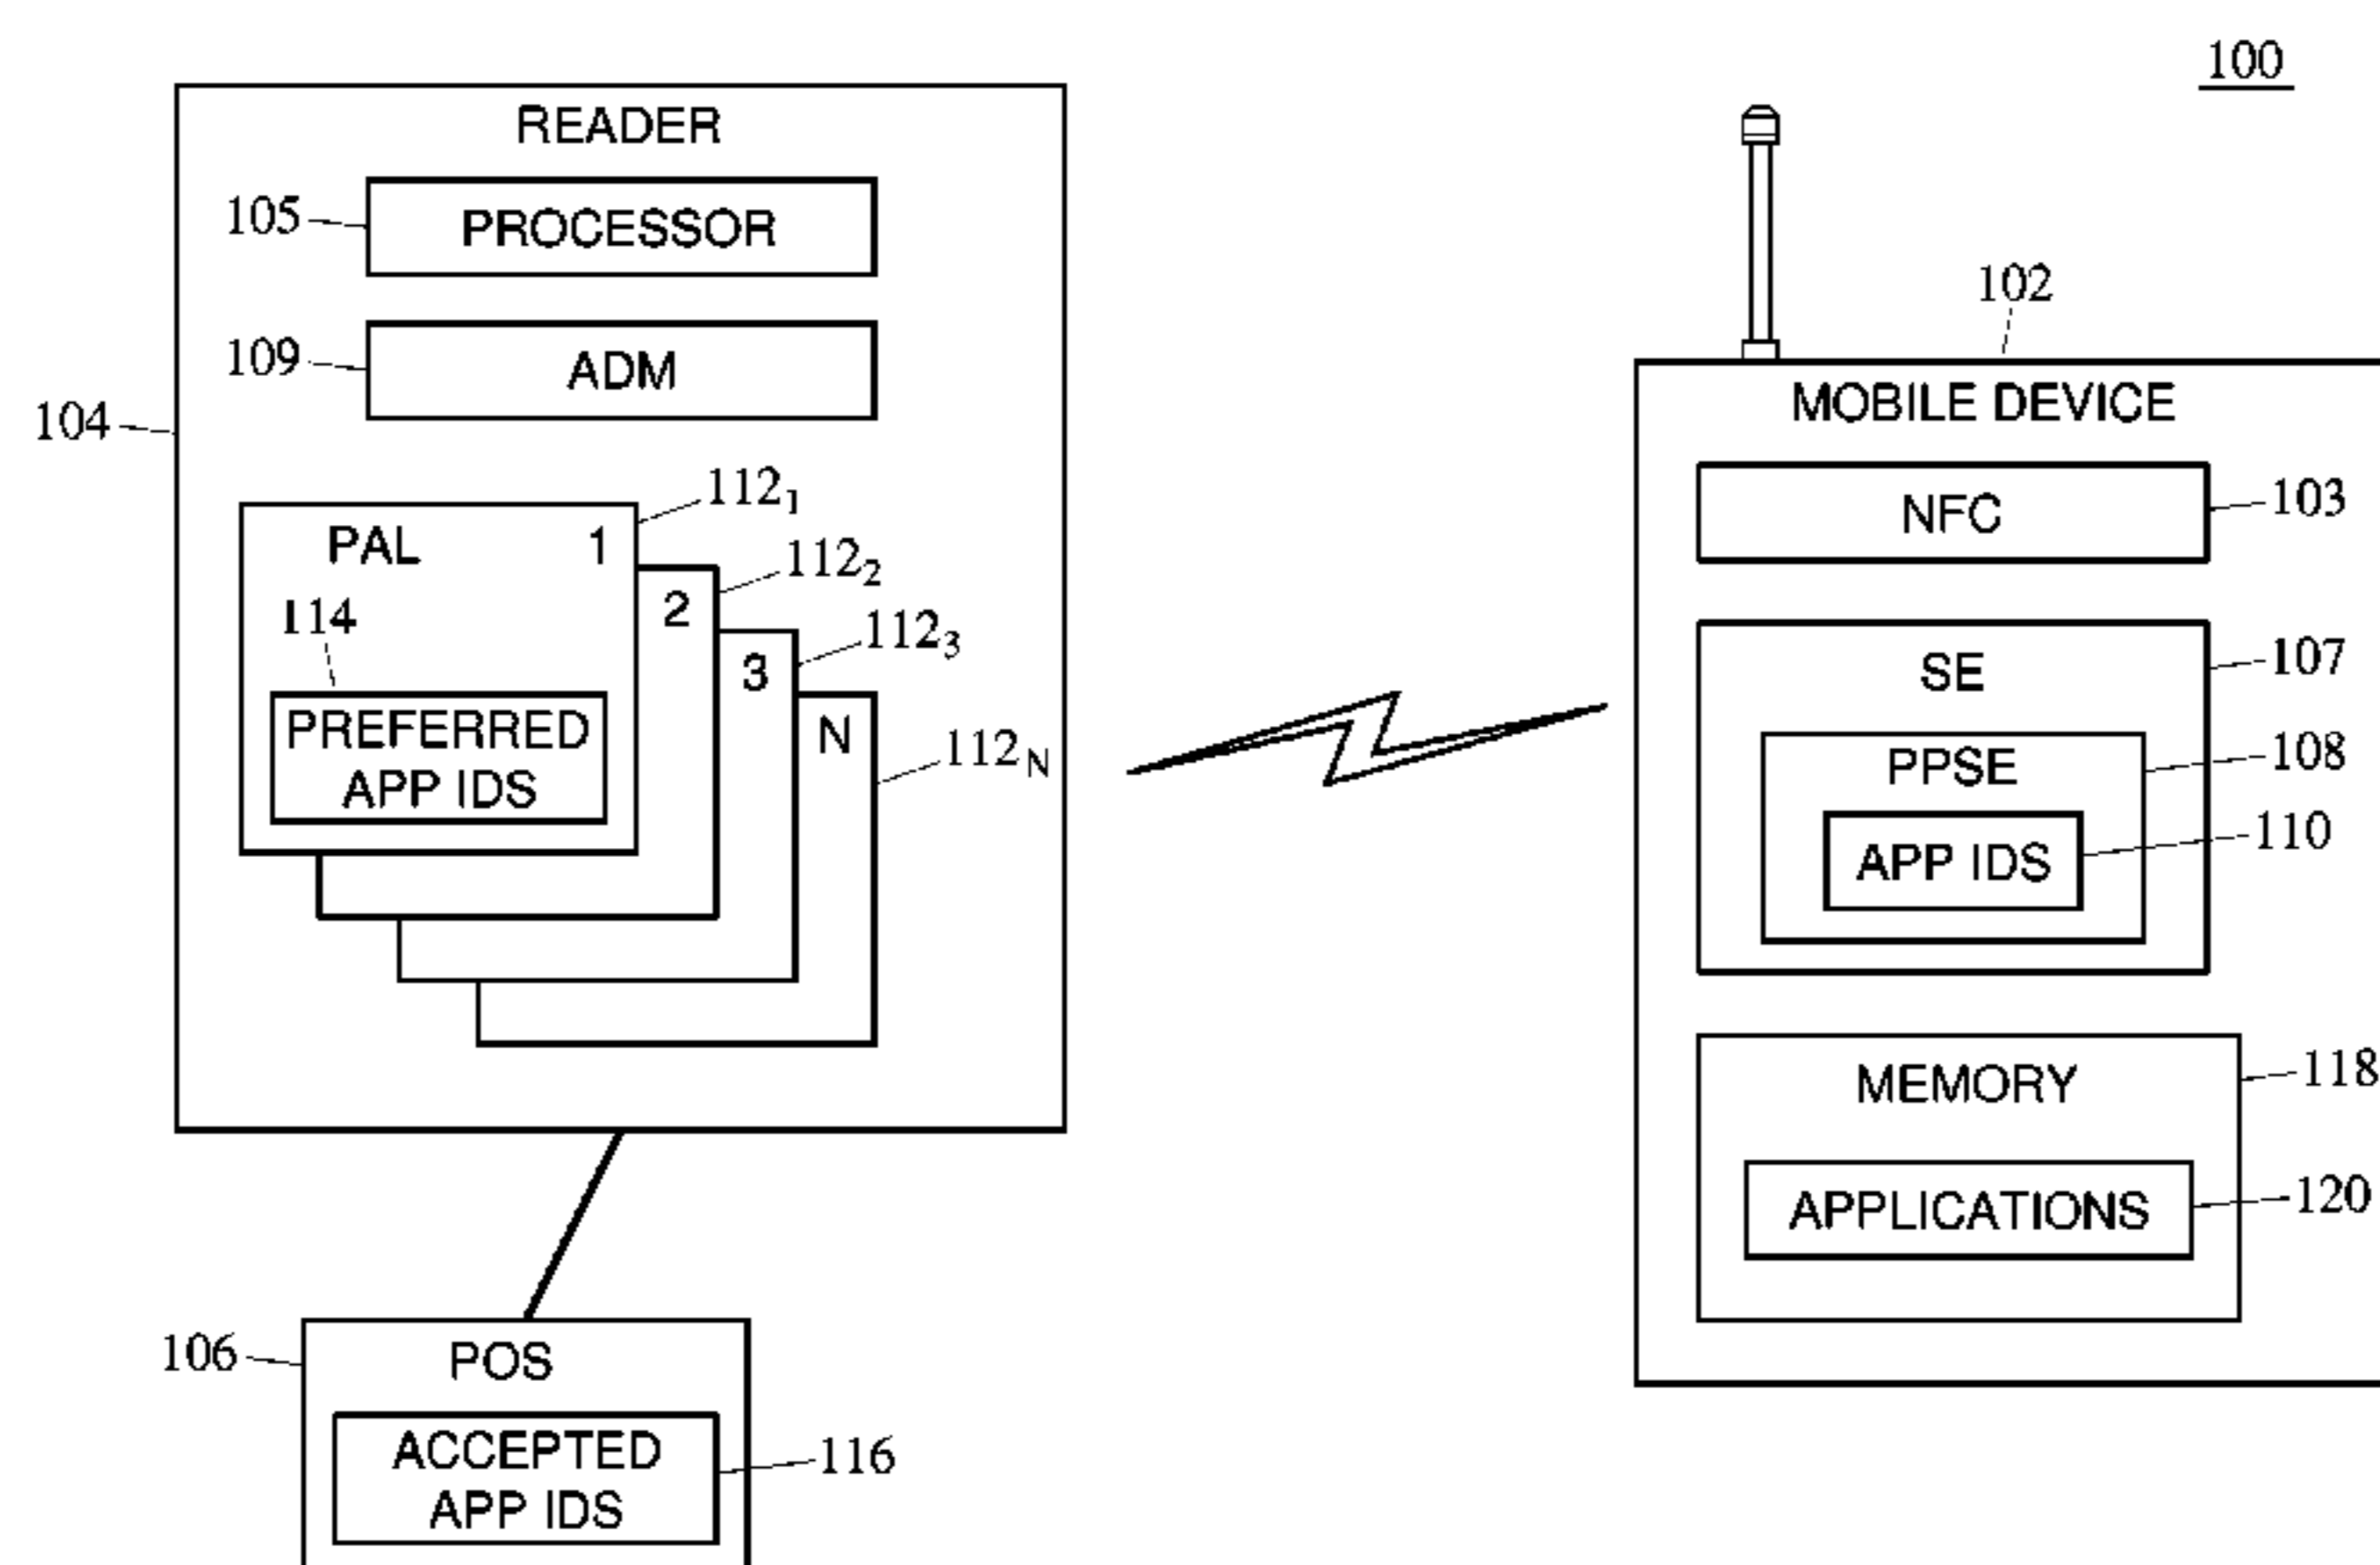 100
READER
105
PROCESSOR
109
ADM
104
112₁
PAL 1
112₂
2
114
112₃
3
PREFERRED
APP IDS
N
112_N
106
POS
ACCEPTED
APP IDS
116
102
MOBILE DEVICE
NFC
103
SE
107
PPSE
108
APP IDS
110
MEMORY
118
APPLICATIONS
120